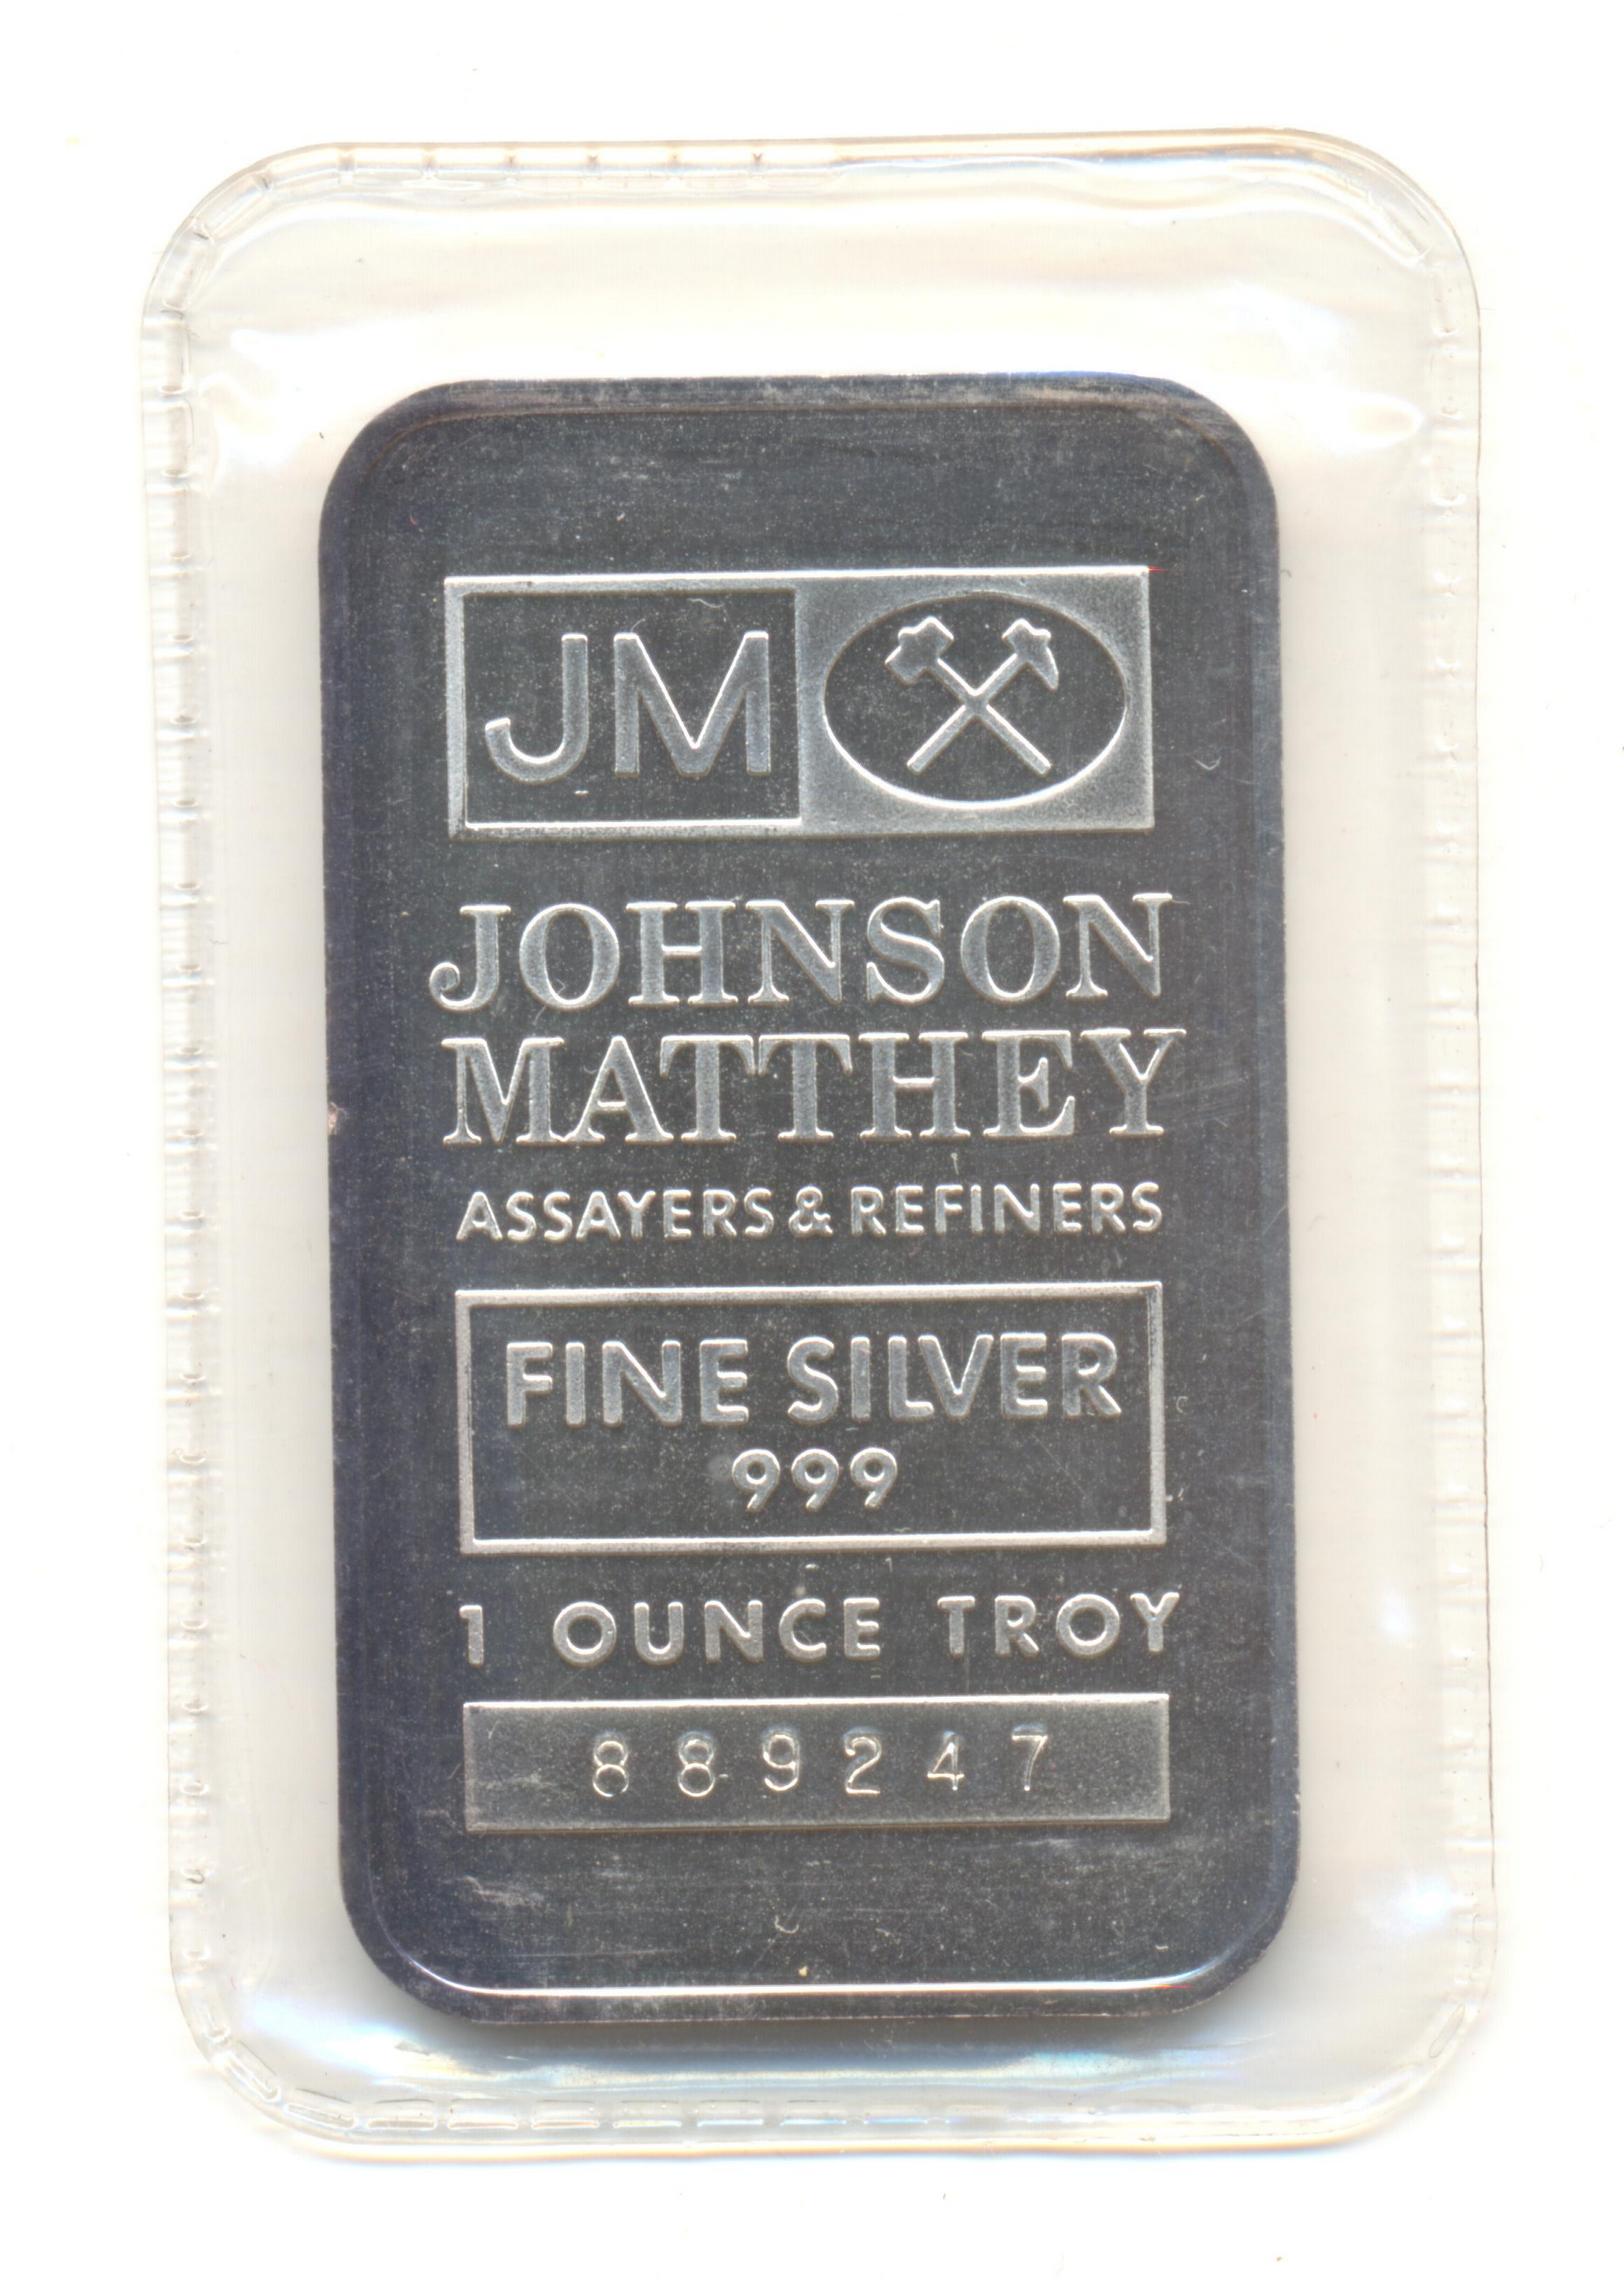 JM
JOHNSON
MATTHEY
ASSAYERS & REFINERS
FINE SILVER
999
1 OUNCE TROY
889247